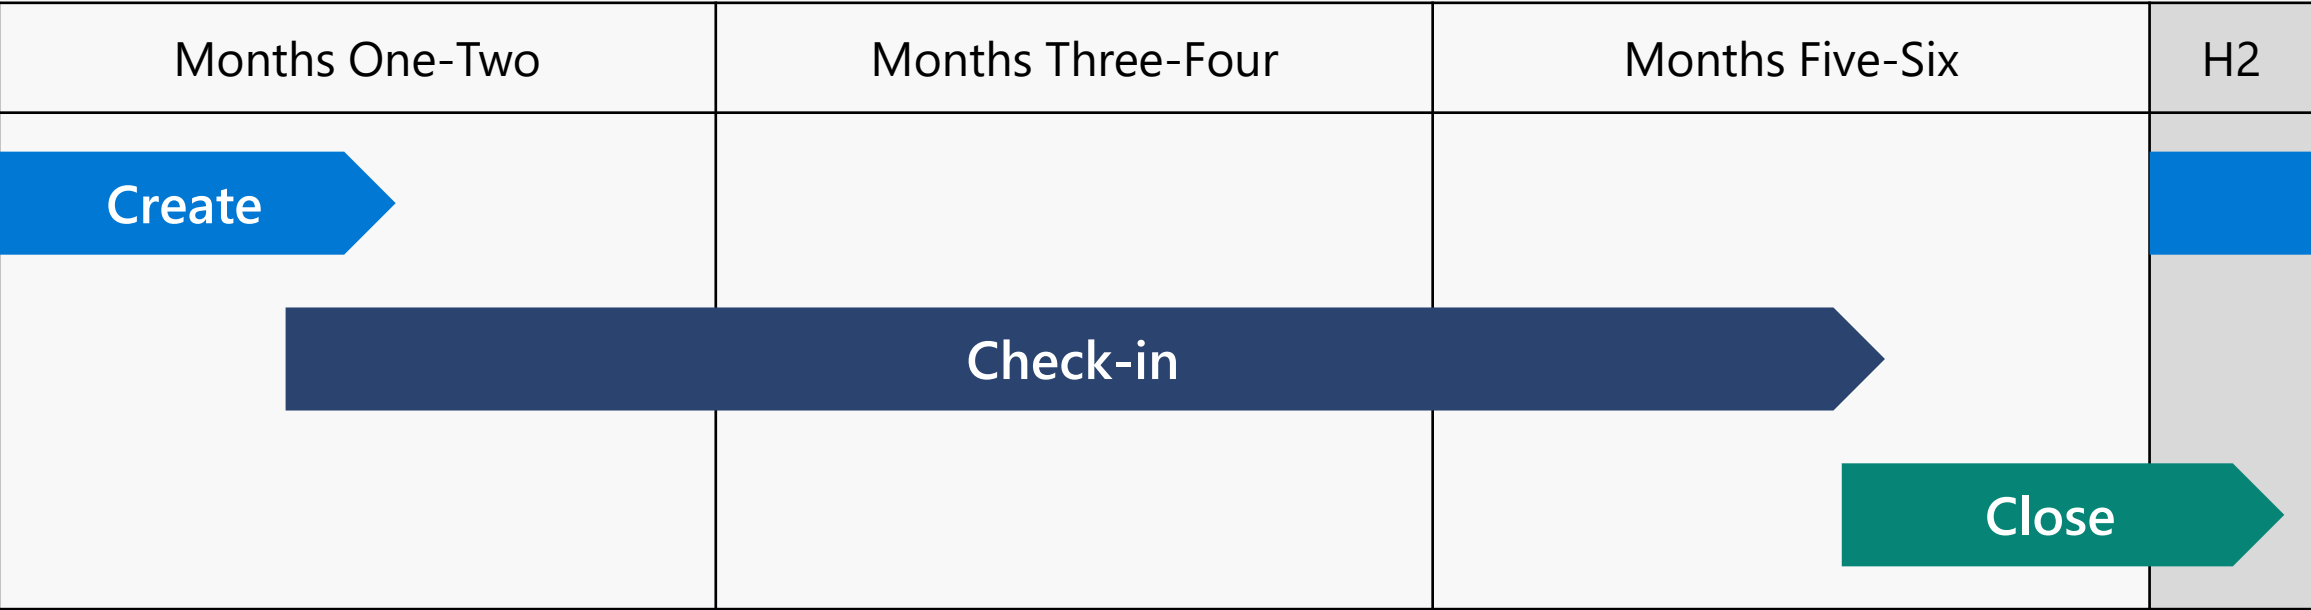 Months One-Two
Months Three-Four
Months Five-Six
H2
Create
Check-in
Close